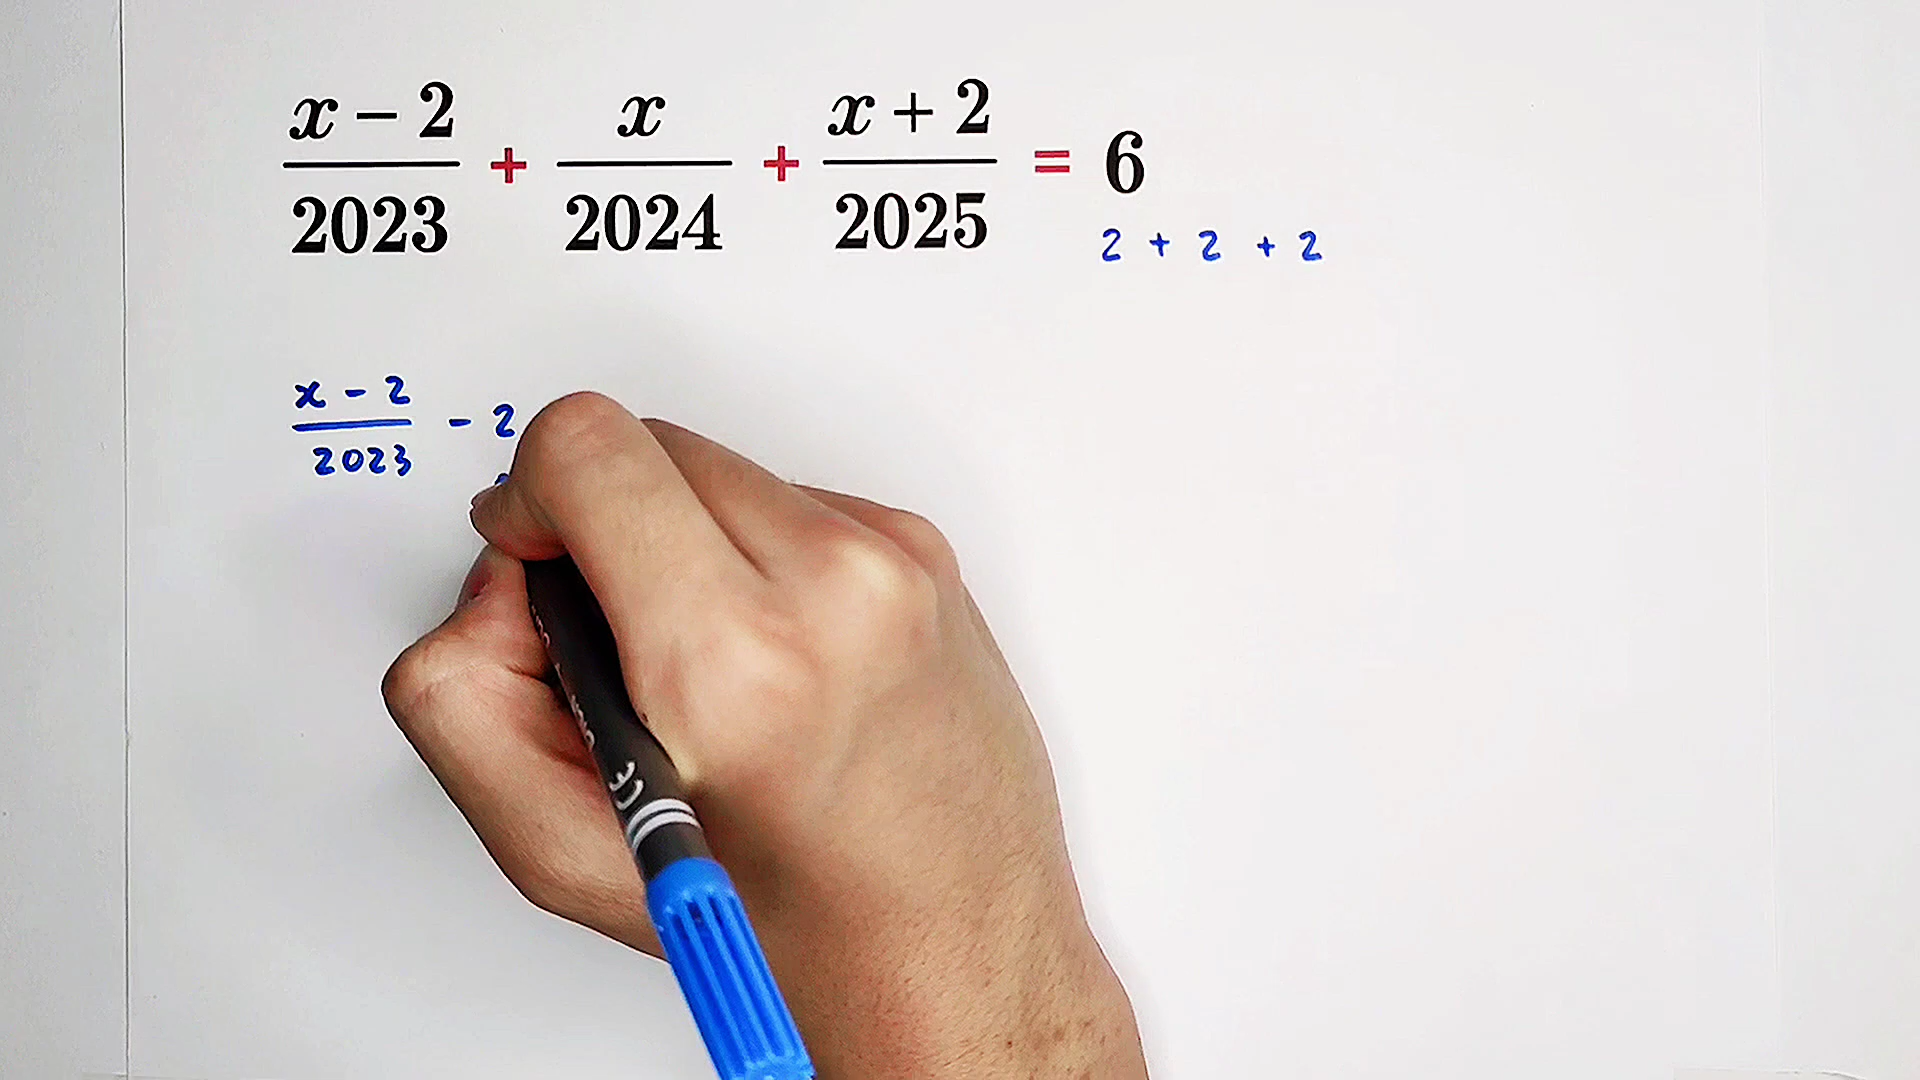 x − 2 / 2023 + x / 2024 + x + 2 / 2025 = 6
2 + 2 + 2
x − 2 / 2023 − 2